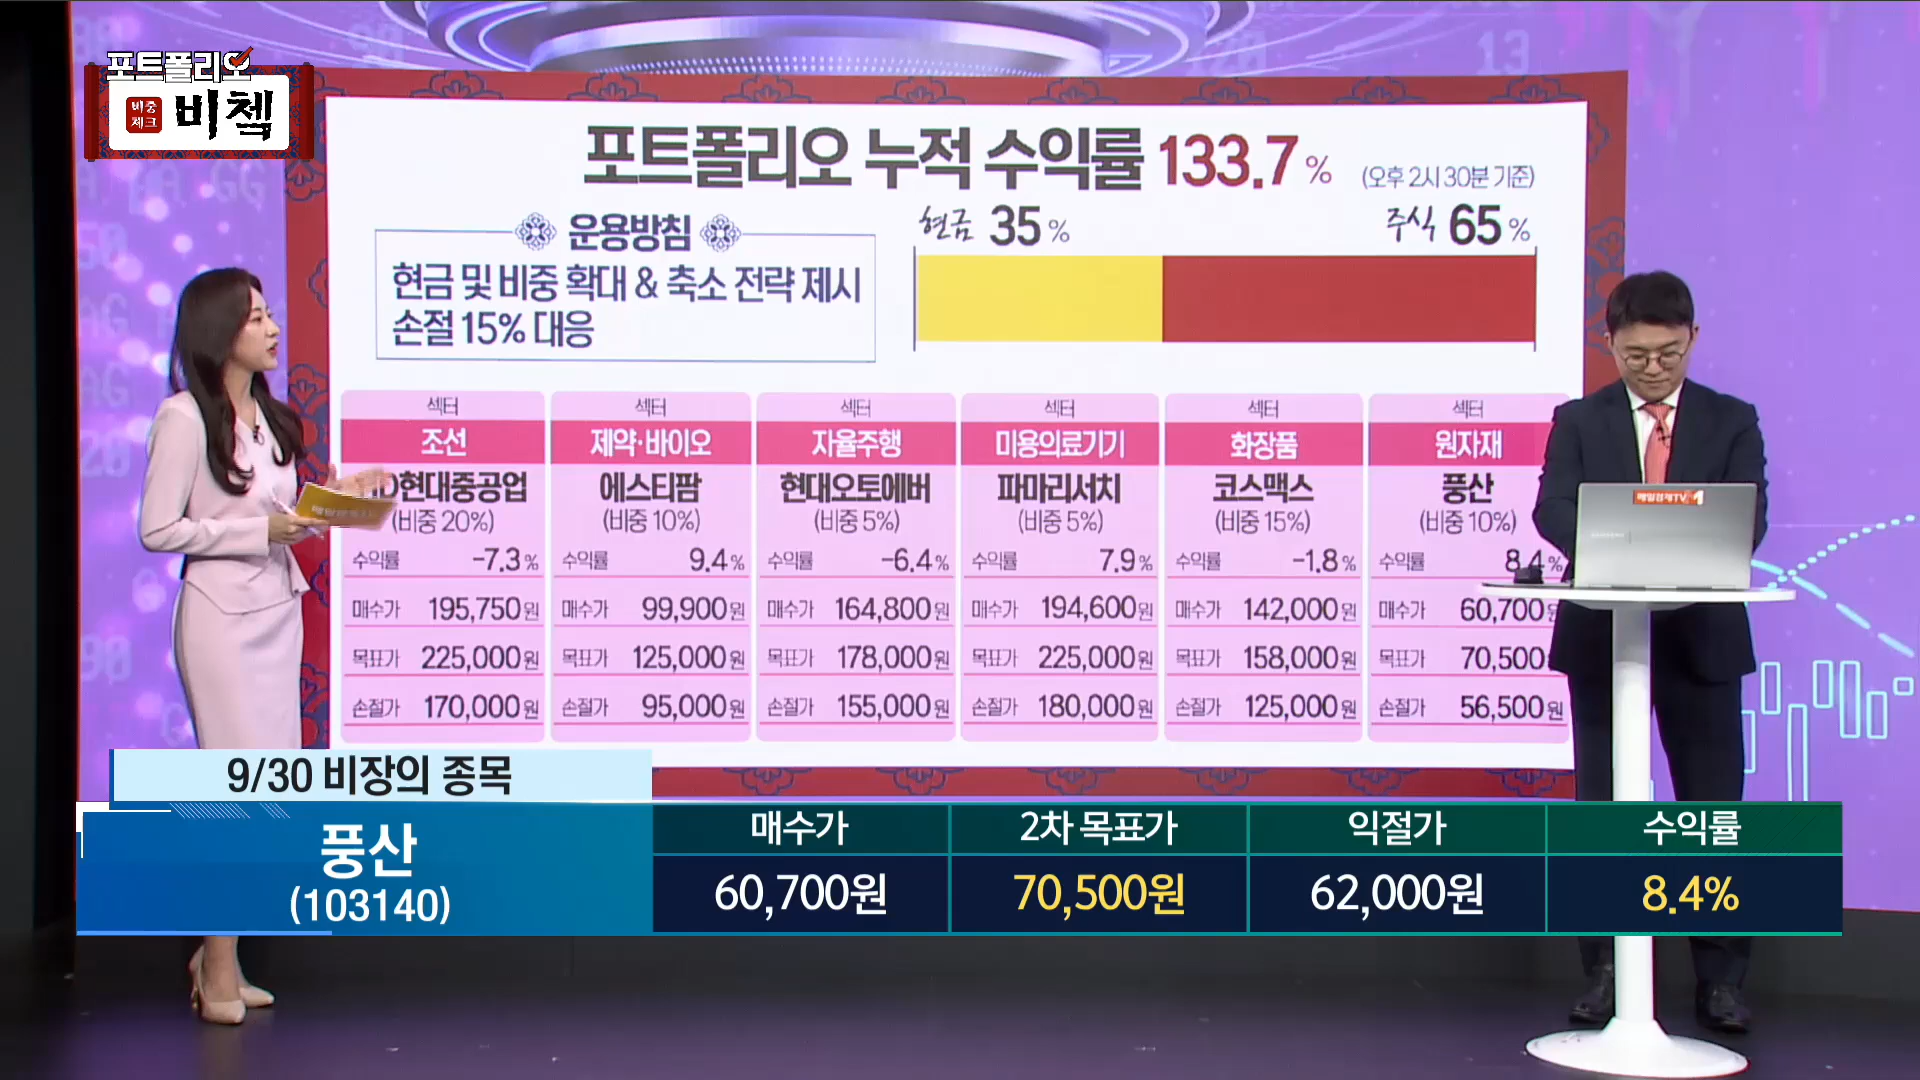 포트폴리오
비중
체크
비첵
포트폴리오 누적 수익률 133.7% (오후 2시 30분 기준)
운용방침
현금 및 비중 확대 & 축소 전략 제시
손절 15% 대응
현금 35% 주식 65%
섹터 섹터 섹터 섹터 섹터 섹터
조선 제약·바이오 자율주행 미용의료기기 화장품 원자재
현대중공업 에스티팜 현대오토에버 파마리서치 코스맥스 풍산
(비중 20%) (비중 10%) (비중 5%) (비중 5%) (비중 15%) (비중 10%)
수익률 -7.3% 수익률 9.4% 수익률 -6.4% 수익률 7.9% 수익률 -1.8% 수익률 8.4%
매수가 195,750원 매수가 99,900원 매수가 164,800원 매수가 194,600원 매수가 142,000원 매수가 60,700원
목표가 225,000원 목표가 125,000원 목표가 178,000원 목표가 225,000원 목표가 158,000원 목표가 70,500
손절가 170,000원 손절가 95,000원 손절가 155,000원 손절가 180,000원 손절가 125,000원 손절가 56,500원
매일경제TV
9/30 비장의 종목
풍산
(103140)
매수가 2차 목표가 익절가 수익률
60,700원 70,500원 62,000원 8.4%